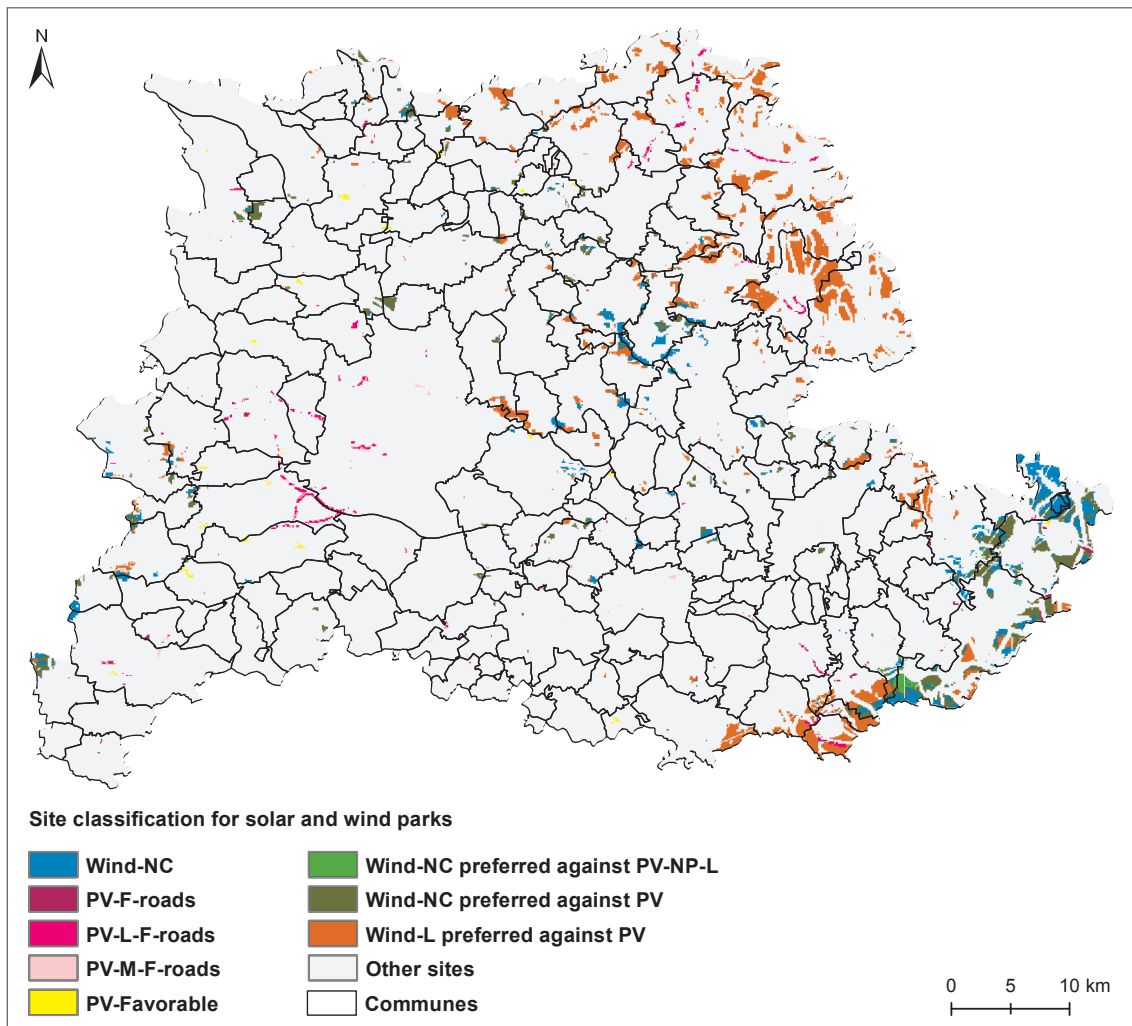 N
Site classification for solar and wind parks
Wind-NC
PV-F-roads
PV-L-F-roads
PV-M-F-roads
PV-Favorable
Wind-NC preferred against PV-NP-L
Wind-NC preferred against PV
Wind-L preferred against PV
Other sites
Communes
0 5 10 km